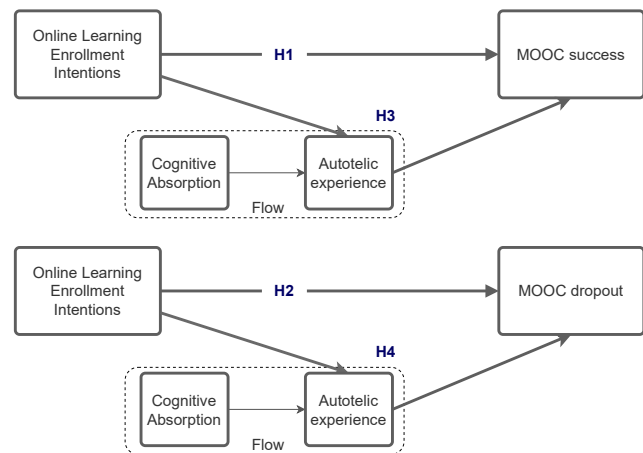 Online Learning
Enrollment
Intentions
H1
MOOC success
H3
Cognitive
Absorption
Autotelic
experience
Flow
Online Learning
Enrollment
Intentions
H2
MOOC dropout
H4
Cognitive
Absorption
Autotelic
experience
Flow